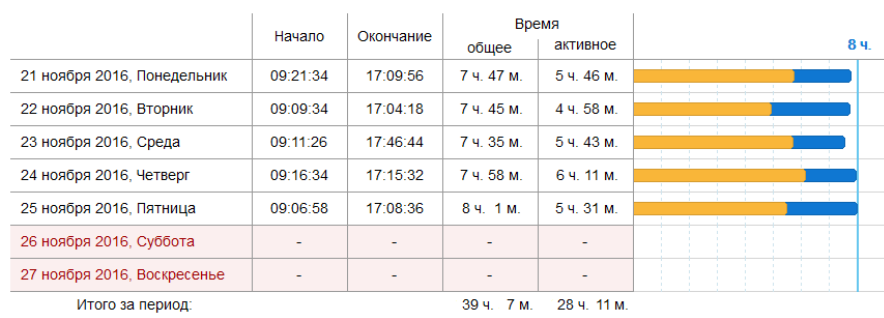 Время
Начало Окончание общее активное 8 ч.
21 ноября 2016, Понедельник 09:21:34 17:09:56 7 ч. 47 м. 5 ч. 46 м.
22 ноября 2016, Вторник 09:09:34 17:04:18 7 ч. 45 м. 4 ч. 58 м.
23 ноября 2016, Среда 09:11:26 17:46:44 7 ч. 35 м. 5 ч. 43 м.
24 ноября 2016, Четверг 09:16:34 17:15:32 7 ч. 58 м. 6 ч. 11 м.
25 ноября 2016, Пятница 09:06:58 17:08:36 8 ч. 1 м. 5 ч. 31 м.
26 ноября 2016, Суббота - - - -
27 ноября 2016, Воскресенье - - - -
Итого за период: 39 ч. 7 м. 28 ч. 11 м.